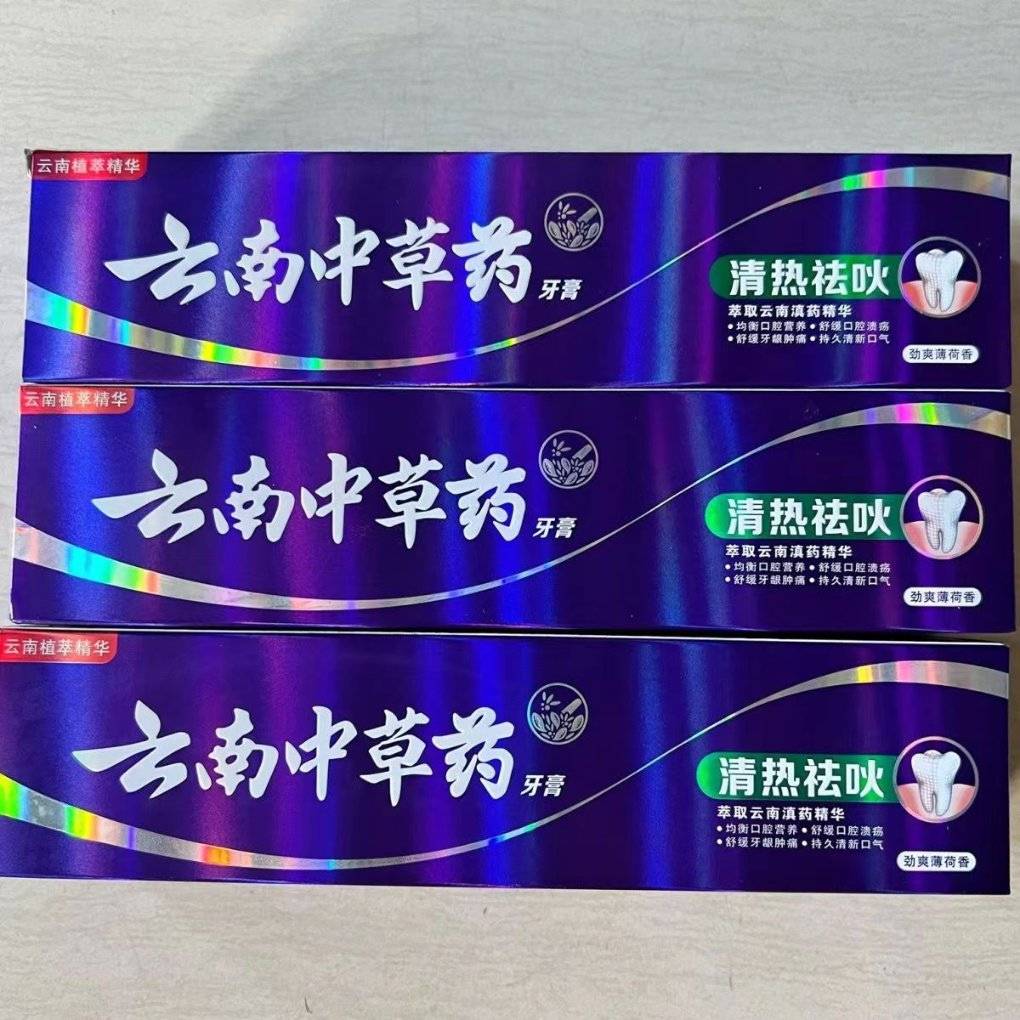 云南植萃精华
云南中草药
牙膏
清热祛吙
萃取云南滇药精华
•均衡口腔营养•舒缓口腔溃疡
•舒缓牙龈肿痛•持久清新口气
劲爽薄荷香
云南植萃精华
云南中草药
牙膏
清热祛吙
萃取云南滇药精华
•均衡口腔营养•舒缓口腔溃疡
•舒缓牙龈肿痛•持久清新口气
劲爽薄荷香
云南植萃精华
云南中草药
牙膏
清热祛吙
萃取云南滇药精华
•均衡口腔营养•舒缓口腔溃疡
•舒缓牙龈肿痛•持久清新口气
劲爽薄荷香